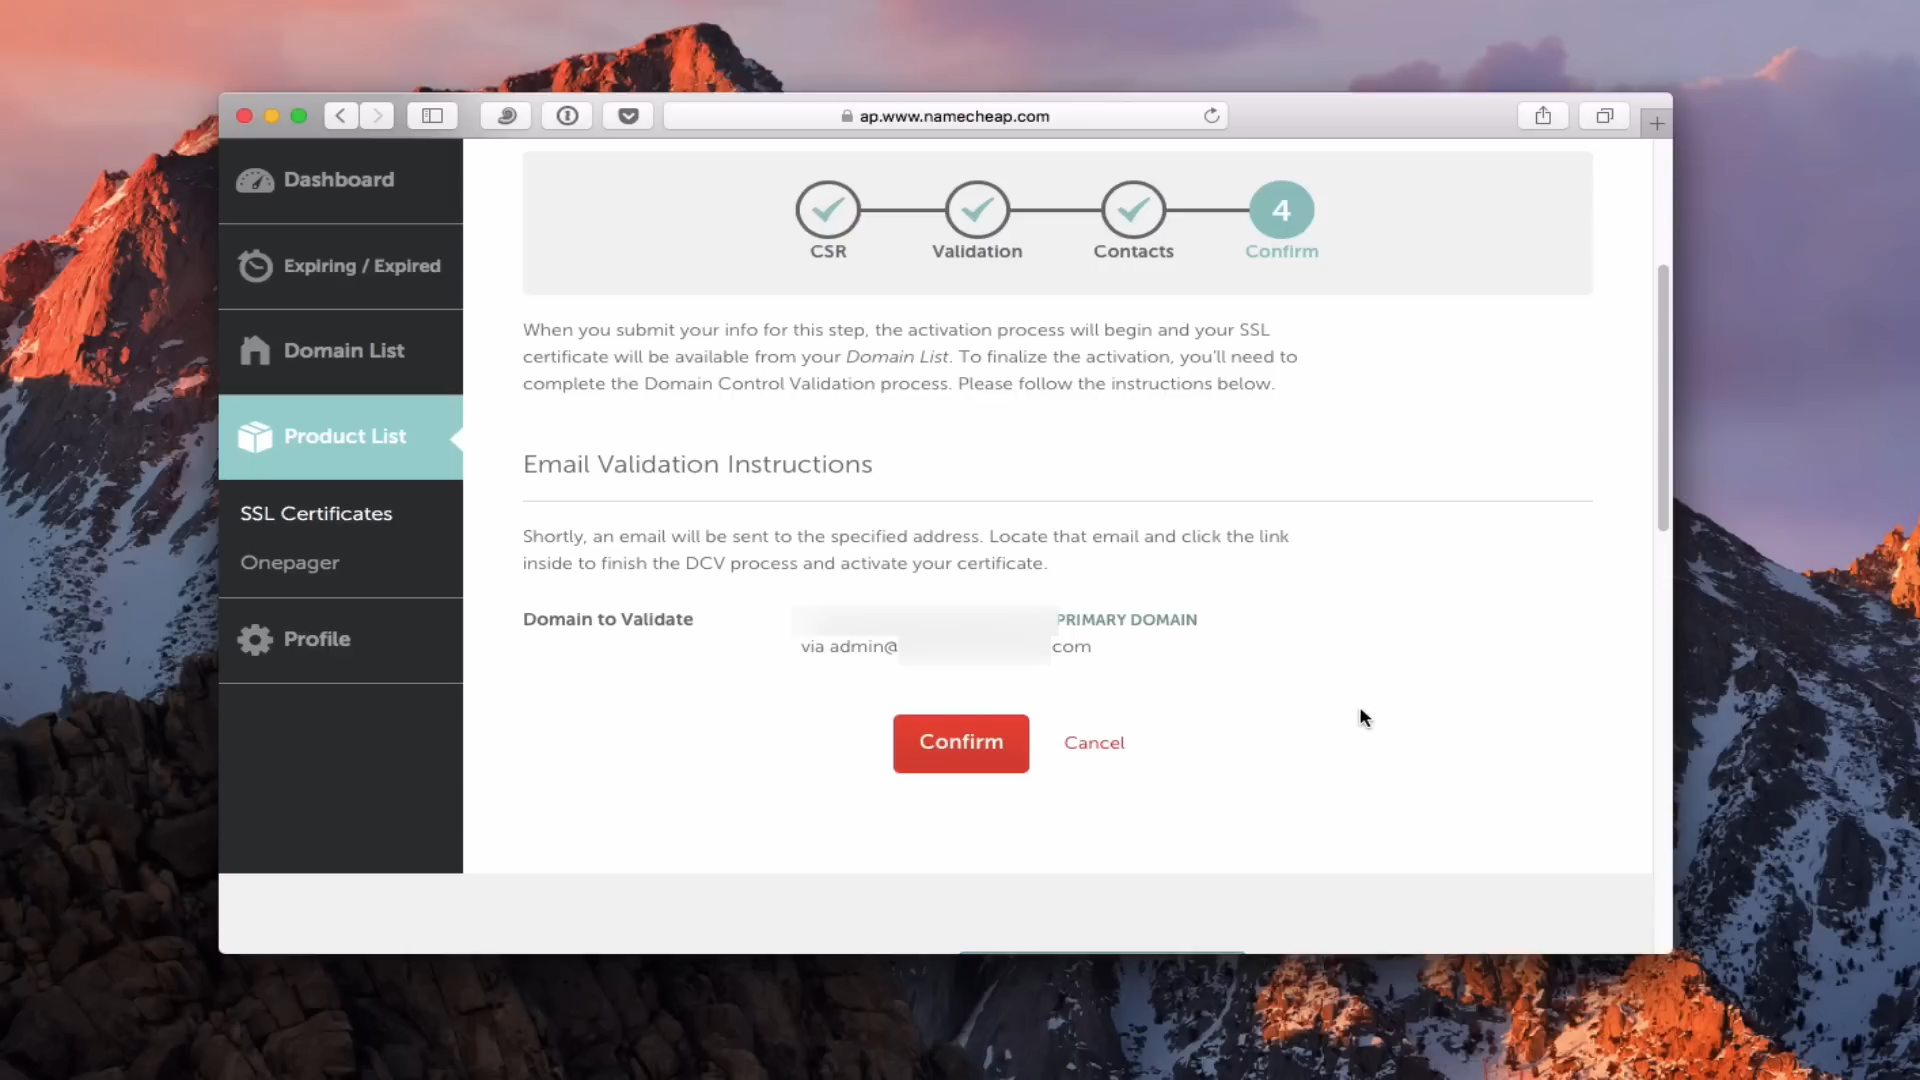 ap.www.namecheap.com
Dashboard
Expiring / Expired
Domain List
Product List
SSL Certificates
Onepager
Profile
4
CSR
Validation
Contacts
Confirm
When you submit your info for this step, the activation process will begin and your SSL
certificate will be available from your Domain List. To finalize the activation, you'll need to
complete the Domain Control Validation process. Please follow the instructions below.
Email Validation Instructions
Shortly, an email will be sent to the specified address. Locate that email and click the link
inside to finish the DCV process and activate your certificate.
Domain to Validate
PRIMARY DOMAIN
via admin@
com
Confirm
Cancel